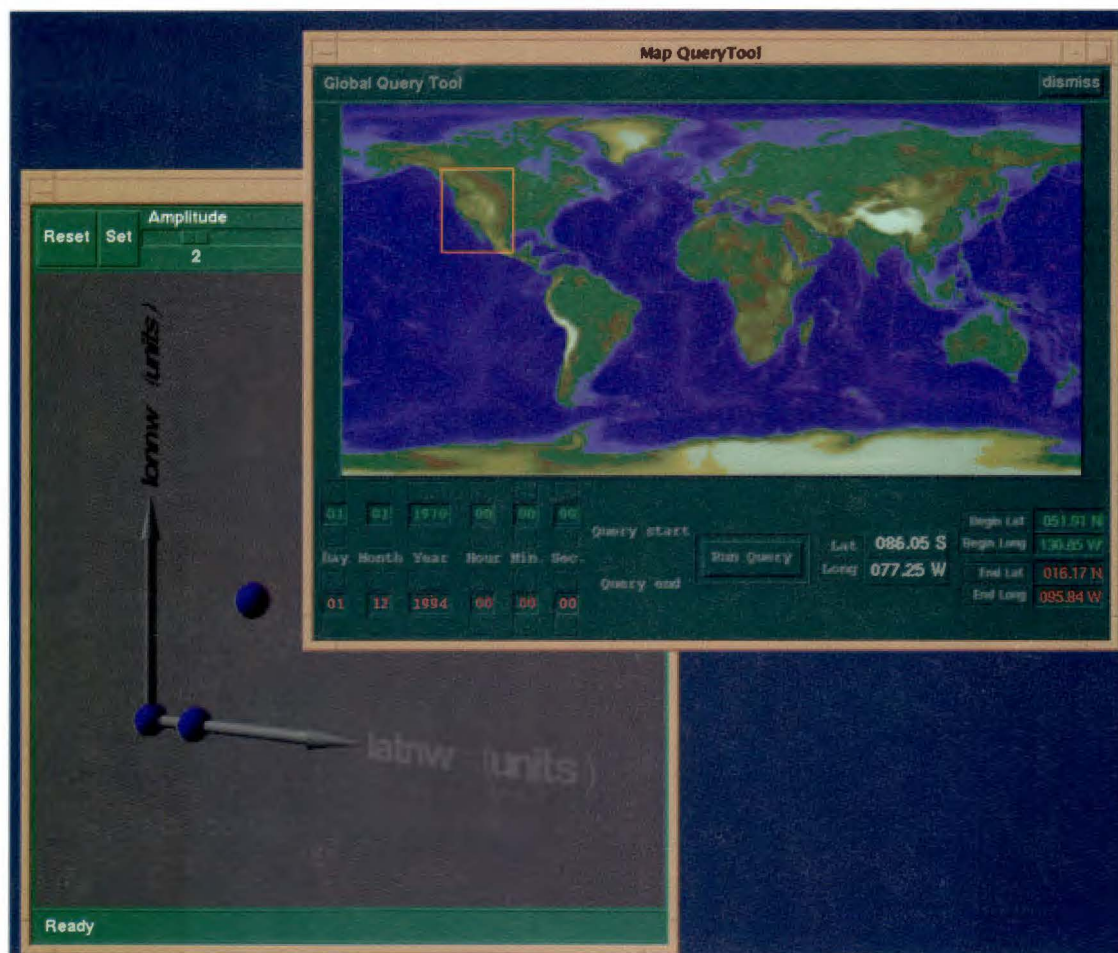 Map QueryTool
Global Query Tool
dismiss
Reset
Set
Amplitude
2
lonnw (units)
latnw (units)
01 01 1970 00 00 00
Query start
Day Month Year Hour Min. Sec.
Query end
01 12 1994 00 00 00
Run Query
Lat 086.05 S
Long 077.25 W
Begin Lat 051.91 N
Begin Long 130.85 W
End Lat 016.17 N
End Long 095.84 W
Ready